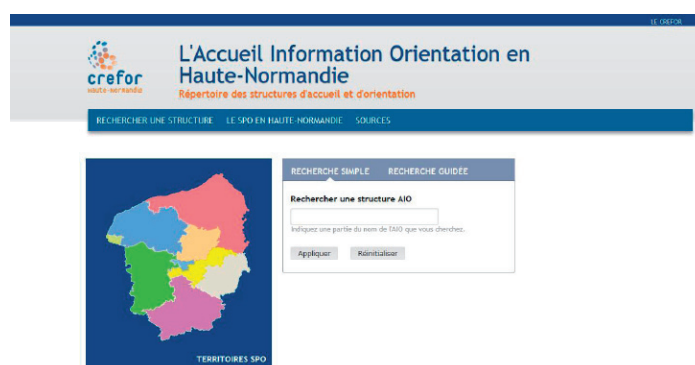 LE CREFOR
crefor
Haute-Normandie
L'Accueil Information Orientation en
Haute-Normandie
Répertoire des structures d'accueil et d'orientation
RECHERCHER UNE STRUCTURE LE SPO EN HAUTE-NORMANDIE SOURCES
RECHERCHE SIMPLE RECHERCHE GUIDÉE
Rechercher une structure AIO
Indiquez une partie du nom de l'AIO que vous cherchez.
Appliquer Réinitialiser
TERRITOIRES SPO